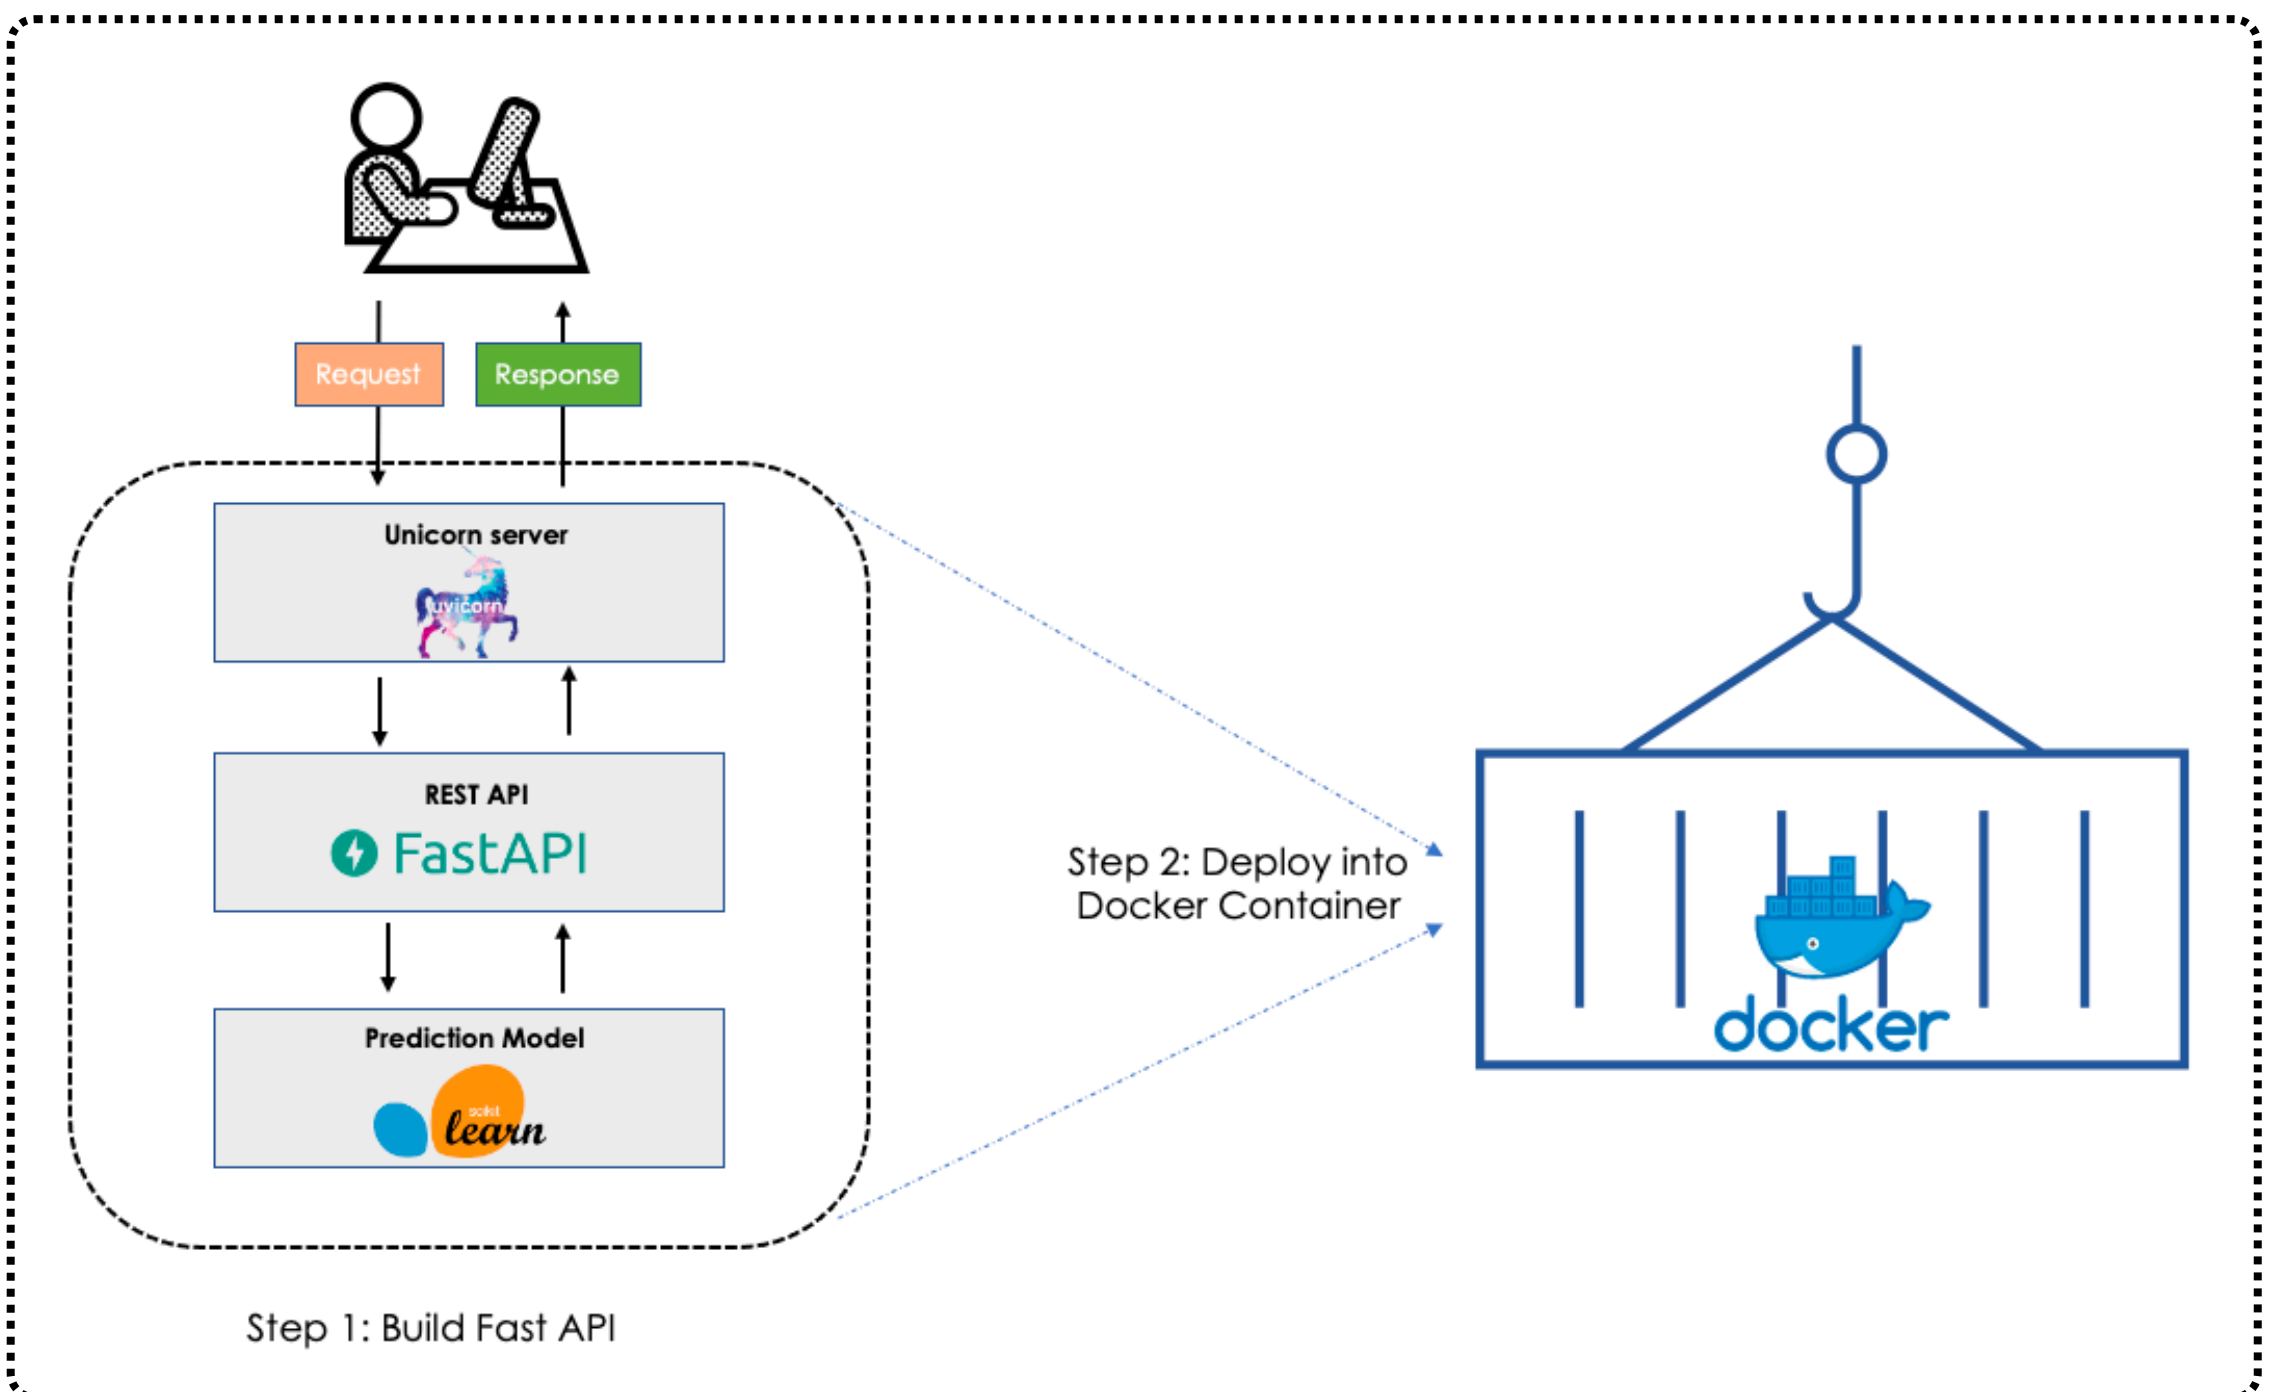 Request
Response
Unicorn server
uvicorn
REST API
FastAPI
Prediction Model
scikit
learn
Step 1: Build Fast API
Step 2: Deploy into
Docker Container
docker